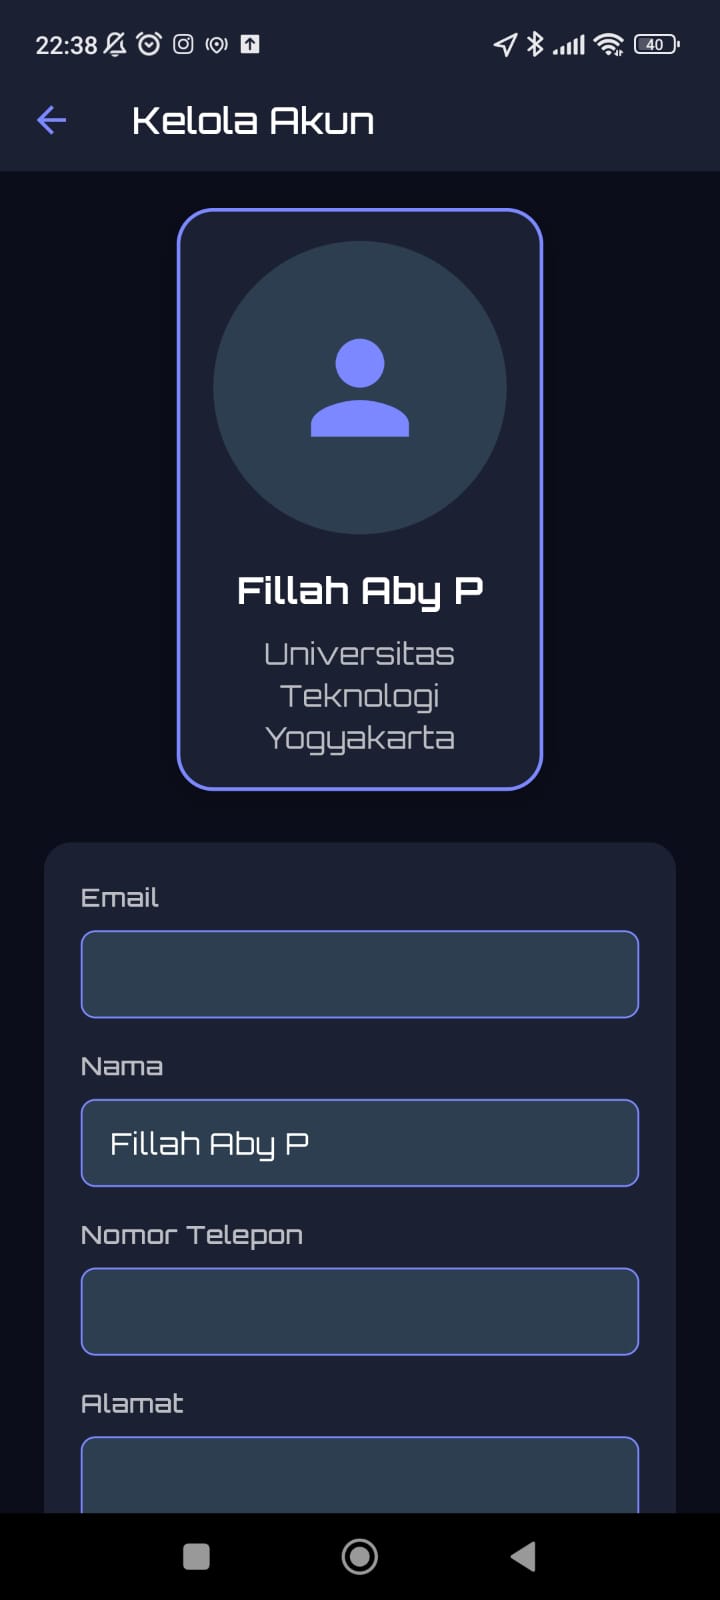 22:38
40
Kelola Akun
Fillah Aby P
Universitas
Teknologi
Yogyakarta
Email
Nama
Fillah Aby P
Nomor Telepon
Alamat